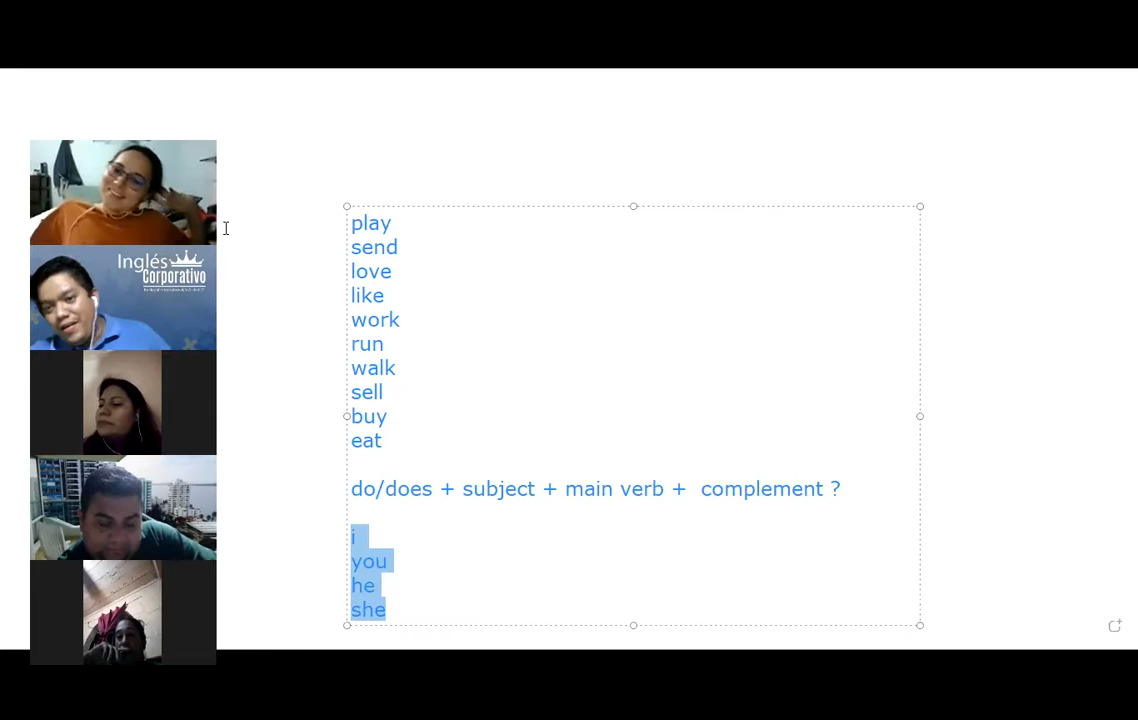 Inglés
Corporativo
play
send
love
like
work
run
walk
sell
buy
eat
do/does + subject + main verb +  complement ?
i
you
he
she